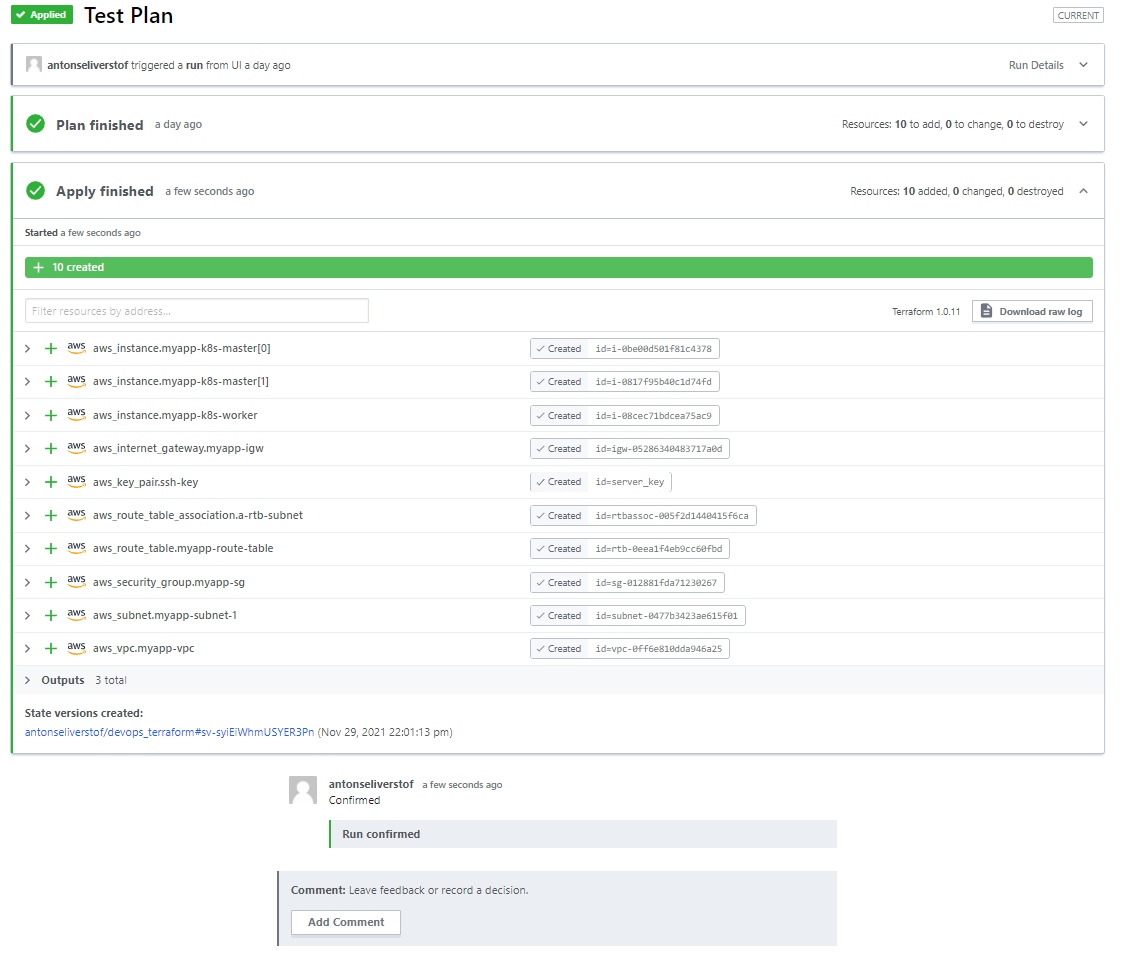 Applied Test Plan CURRENT
antonseliverstof triggered a run from UI a day ago Run Details
Plan finished a day ago Resources: 10 to add, 0 to change, 0 to destroy
Apply finished a few seconds ago Resources: 10 added, 0 changed, 0 destroyed
Started a few seconds ago
+ 10 created
Filter resources by address... Terraform 1.0.11 Download raw log
aws aws_instance.myapp-k8s-master[0] Created id=i-0be00d501f81c4378
aws aws_instance.myapp-k8s-master[1] Created id=i-0817f95b40c1d74fd
aws aws_instance.myapp-k8s-worker Created id=i-08cec71bdcea75ac9
aws aws_internet_gateway.myapp-igw Created id=igw-05286340483717a0d
aws aws_key_pair.ssh-key Created id=server_key
aws aws_route_table_association.a-rtb-subnet Created id=rtbassoc-005f2d1440415f6ca
aws aws_route_table.myapp-route-table Created id=rtb-0eea1f4eb9cc60fbd
aws aws_security_group.myapp-sg Created id=sg-012881fda71230267
aws aws_subnet.myapp-subnet-1 Created id=subnet-0477b3423ae615f01
aws aws_vpc.myapp-vpc Created id=vpc-0ff6e810dda946a25
Outputs 3 total
State versions created:
antonseliverstof/devops_terraform#sv-syiEiWhmUSYER3Pn (Nov 29, 2021 22:01:13 pm)
antonseliverstof a few seconds ago
Confirmed
Run confirmed
Comment: Leave feedback or record a decision.
Add Comment